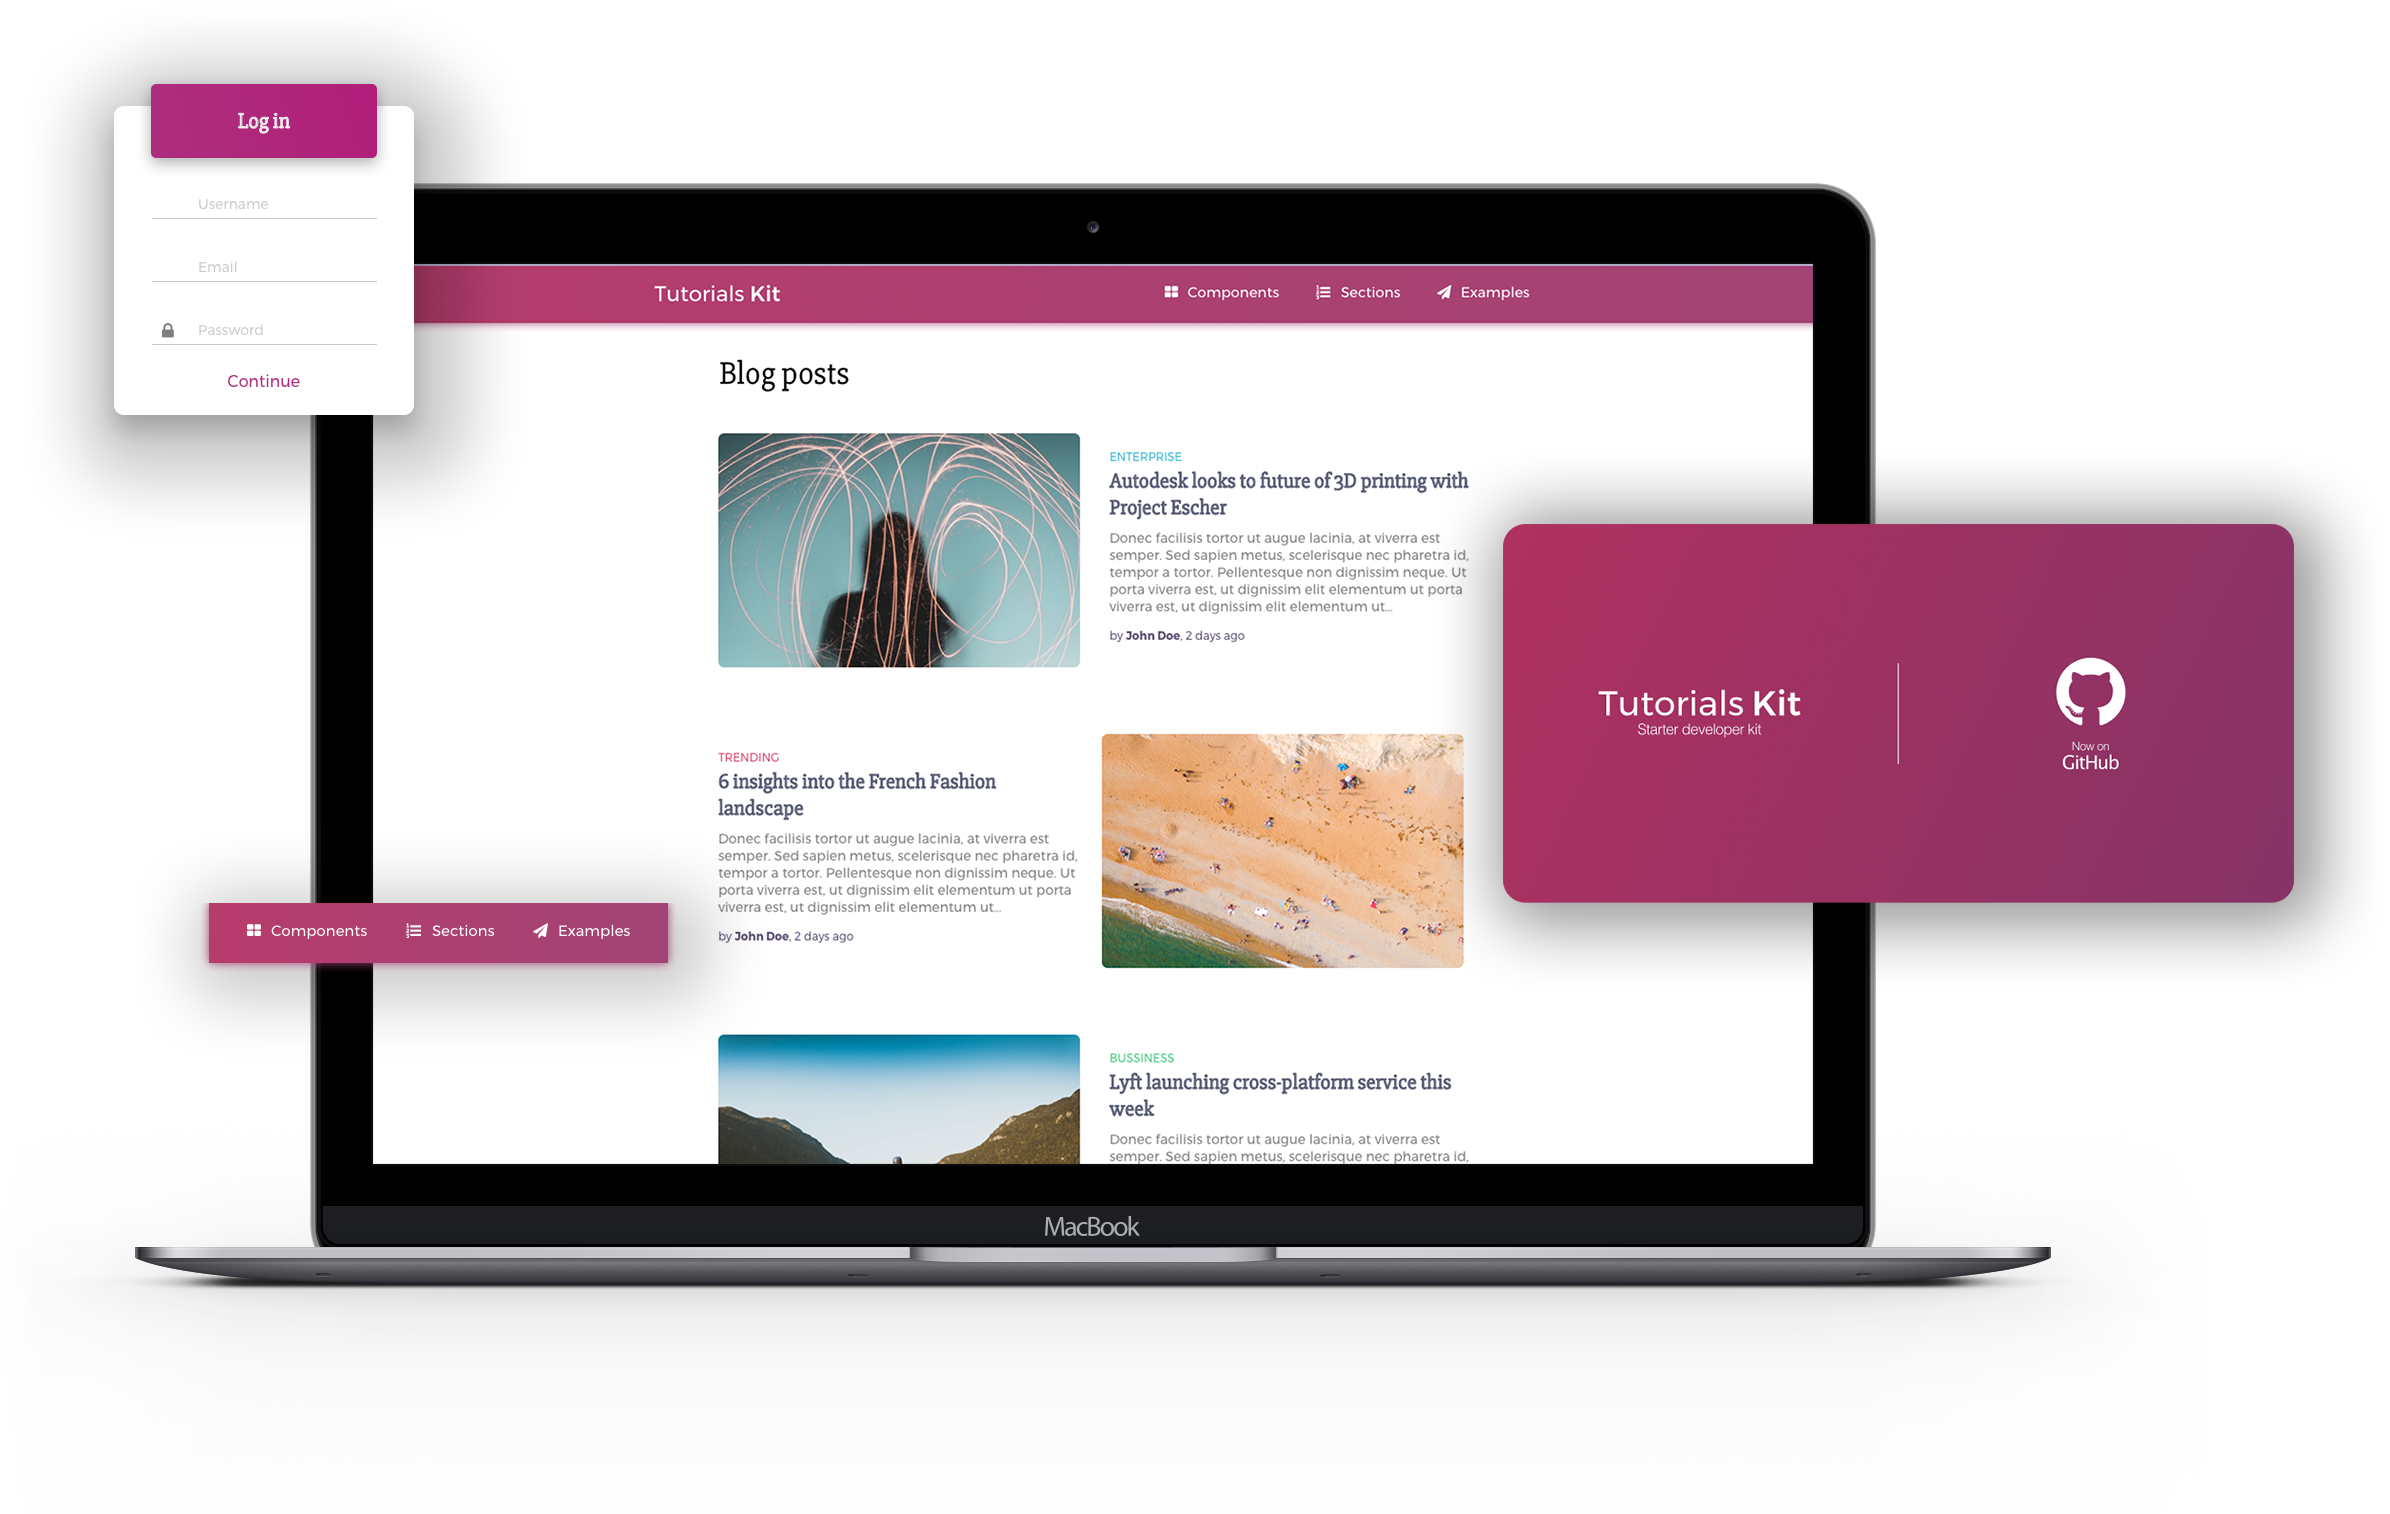 Log in
Username
Email
Password
Continue
Tutorials Kit
Components
Sections
Examples
Blog posts
ENTERPRISE
Autodesk looks to future of 3D printing with
Project Escher
Donec facilisis tortor ut augue lacinia, at viverra est
semper. Sed sapien metus, scelerisque nec pharetra id,
tempor a tortor. Pellentesque non dignissim neque. Ut
porta viverra est, ut dignissim elit elementum ut porta
viverra est, ut dignissim elit elementum ut...
by John Doe, 2 days ago
TRENDING
6 insights into the French Fashion
landscape
Donec facilisis tortor ut augue lacinia, at viverra est
semper. Sed sapien metus, scelerisque nec pharetra id,
tempor a tortor. Pellentesque non dignissim neque. Ut
porta viverra est, ut dignissim elit elementum ut porta
viverra est, ut dignissim elit elementum ut...
by John Doe, 2 days ago
BUSSINESS
Lyft launching cross-platform service this
week
Donec facilisis tortor ut augue lacinia, at viverra est
semper. Sed sapien metus, scelerisque nec pharetra id,
Tutorials Kit
Starter developer kit
Now on
GitHub
Components
Sections
Examples
MacBook